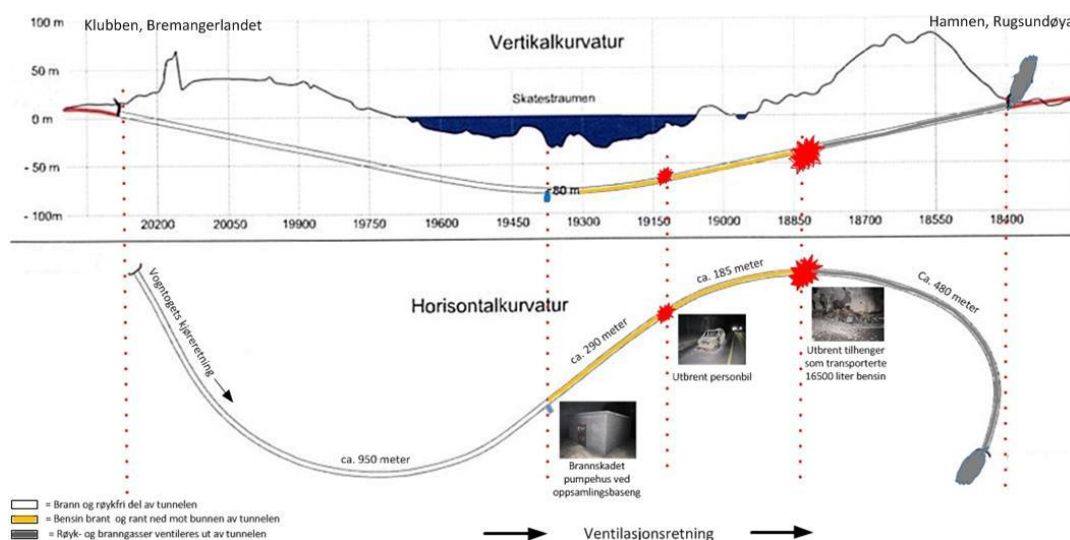 Klubben, Bremangerlandet
Hamnen, Rugsundøya
Vertikalkurvatur
Skatestraumen
100 m
50 m
0 m
- 50 m
- 100m
-80 m
20200
20050
19900
19750
19600
19450
19300
19150
19000
18850
18700
18550
18400
Horisontalkurvatur
Vogntogets kjøreretning
ca. 950 meter
ca. 290 meter
ca. 185 meter
Ca. 480 meter
Utbrent personbil
Utbrent tilhenger
som transporterte
16500 liter bensin
Brannskadet
pumpehus ved
oppsamlingsbaseng
= Brann og røykfri del av tunnelen
= Bensin brant og rant ned mot bunnen av tunnelen
= Røyk- og branngasser ventileres ut av tunnelen
Ventilasjonsretning